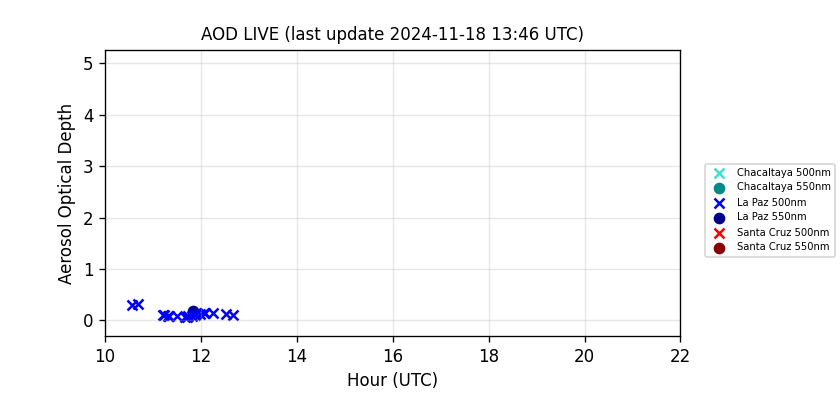 AOD LIVE (last update 2024-11-18 13:46 UTC)
5
4
3
2
1
0
Aerosol Optical Depth
10 12 14 16 18 20 22
Hour (UTC)
Chacaltaya 500nm
Chacaltaya 550nm
La Paz 500nm
La Paz 550nm
Santa Cruz 500nm
Santa Cruz 550nm